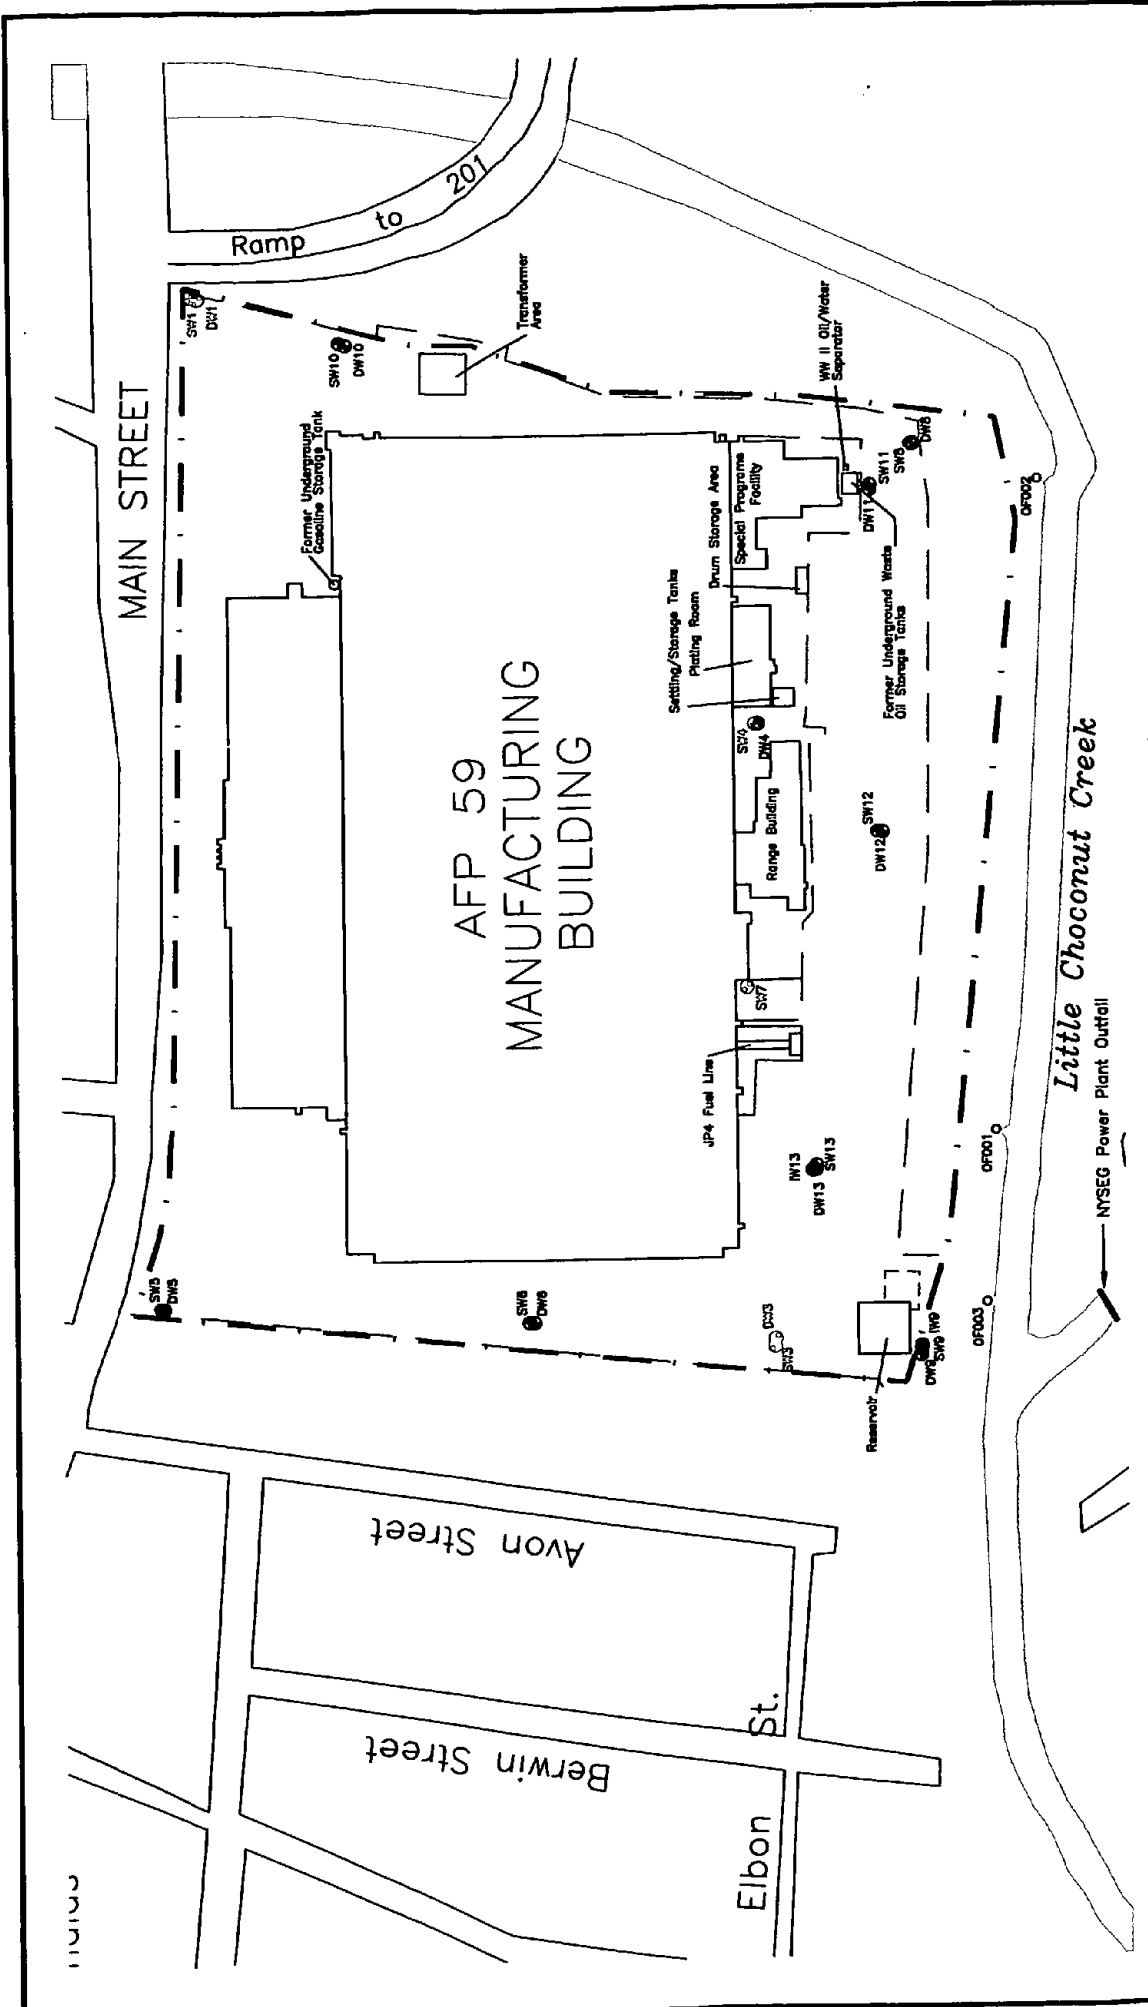 MAIN STREET
Ramp
to
201
SW1
DW1
SW10
DW10
Transformer
Area
Former Underground
Gasoline Storage Tank
WW II Oil/Water
Separator
AFP 59
MANUFACTURING
BUILDING
Drum Storage Area
Special Programs
Facility
Settling/Storage Tanks
Plating Room
SW11
DW11
SW8
DW8
OF002
Former Underground Waste
Oil Storage Tanks
SW4
DW4
Range Building
SW12
DW12
SW7
JP4 Fuel Line
IW13
DW13
SW13
Little Choconut Creek
NYSEG Power Plant Outfall
OF001
OF003
SW5
DW5
SW6
DW6
DW3
SW3
Reservoir
DW9
SW9
IW9
Avon Street
Berwin Street
Elbon St.